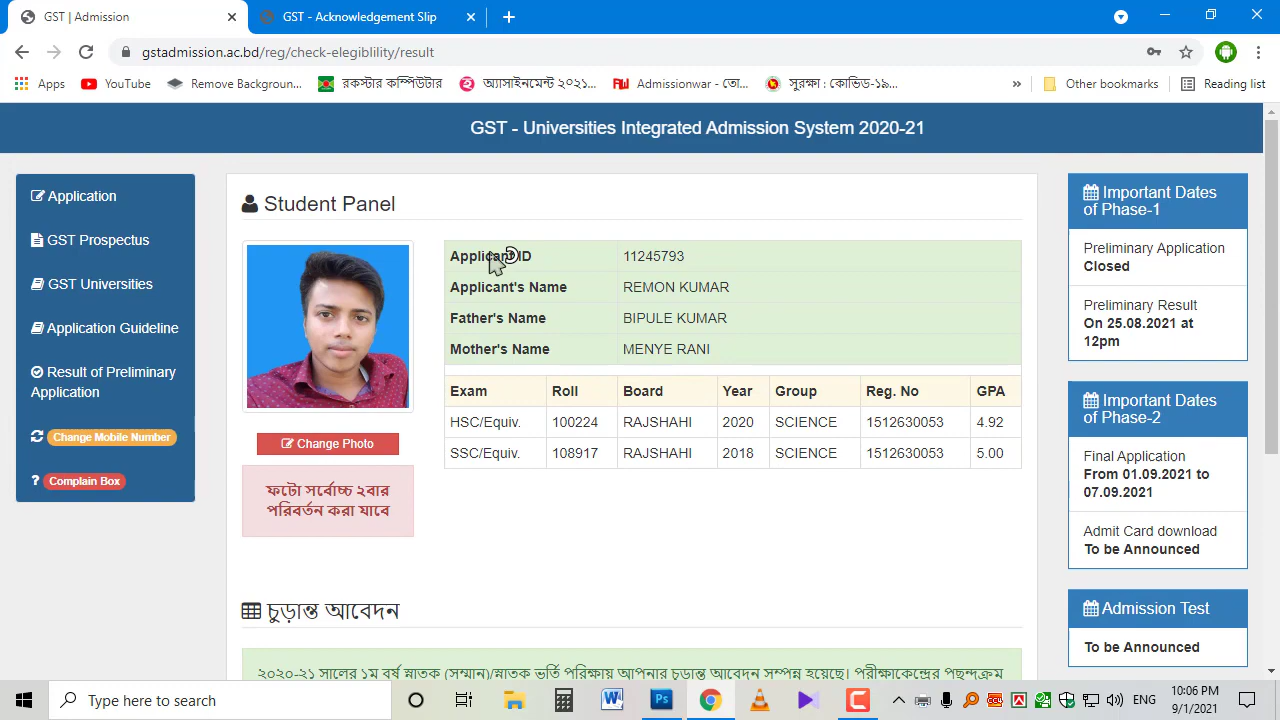 GST | Admission
GST - Acknowledgement Slip
gstadmission.ac.bd/reg/check-elegiblility/result
Apps
YouTube
Remove Backgroun...
রকস্টার কম্পিউটার
অ্যাসাইনমেন্ট ২০২১...
Admissionwar - তো...
সুরক্ষা : কোভিড-১৯...
»
Other bookmarks
Reading list
GST - Universities Integrated Admission System 2020-21
Application
GST Prospectus
GST Universities
Application Guideline
Result of Preliminary
Application
Change Mobile Number
? Complain Box
Student Panel
Change Photo
ফটো সর্বোচ্চ ২বার
পরিবর্তন করা যাবে
Applicant ID 11245793
Applicant's Name REMON KUMAR
Father's Name BIPULE KUMAR
Mother's Name MENYE RANI
Exam Roll Board Year Group Reg. No GPA
HSC/Equiv. 100224 RAJSHAHI 2020 SCIENCE 1512630053 4.92
SSC/Equiv. 108917 RAJSHAHI 2018 SCIENCE 1512630053 5.00
চুড়ান্ত আবেদন
২০২০-২১ সালের ১ম বর্ষ স্নাতক (সম্মান)/স্নাতক ভর্তি পরিক্ষায় আপনার চুড়ান্ত আবেদন সম্পন্ন হয়েছে। পরীক্ষাকেন্দ্রের পছন্দক্রম
Important Dates
of Phase-1
Preliminary Application
Closed
Preliminary Result
On 25.08.2021 at
12pm
Important Dates
of Phase-2
Final Application
From 01.09.2021 to
07.09.2021
Admit Card download
To be Announced
Admission Test
To be Announced
Type here to search
W
Ps
C
ENG
10:06 PM
9/1/2021